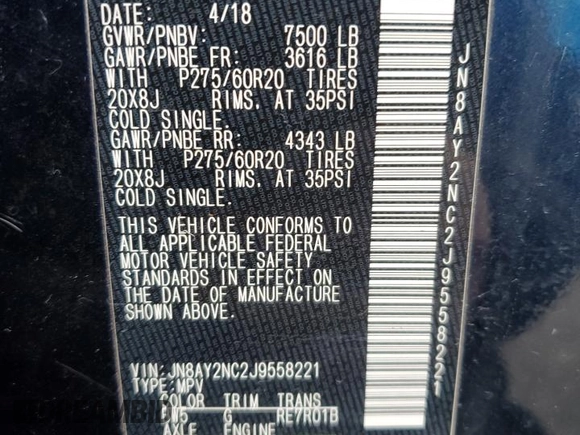 DATE: 4/18
GVWR/PNBV: 7500 LB
GAWR/PNBE FR: 3616 LB
WITH P275/60R20 TIRES
20X8J RIMS, AT 35PSI
COLD SINGLE.
GAWR/PNBE RR: 4343 LB
WITH P275/60R20 TIRES
20X8J RIMS, AT 35PSI
COLD SINGLE.
THIS VEHICLE CONFORMS TO
ALL APPLICABLE FEDERAL
MOTOR VEHICLE SAFETY
STANDARDS IN EFFECT ON
THE DATE OF MANUFACTURE
SHOWN ABOVE.
VIN:JN8AY2NC2J9558221
TYPE:MPV
COLOR TRIM TRANS
G RE7R01B
AXLE ENGINE
JN8AY2NC2J9558221